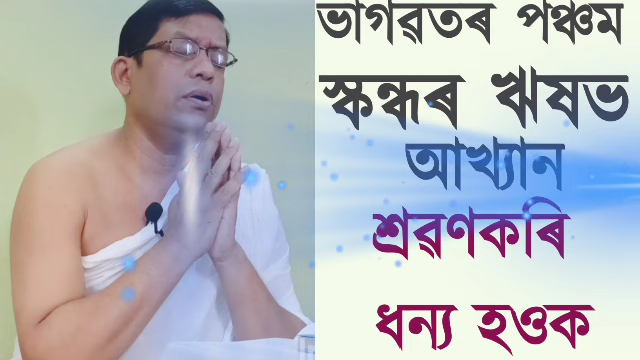 ভাগৱতৰ পঞ্চম
স্কন্ধৰ ঋষভ
আখ্যান
শ্ৰৱণকৰি
ধন্য হওক